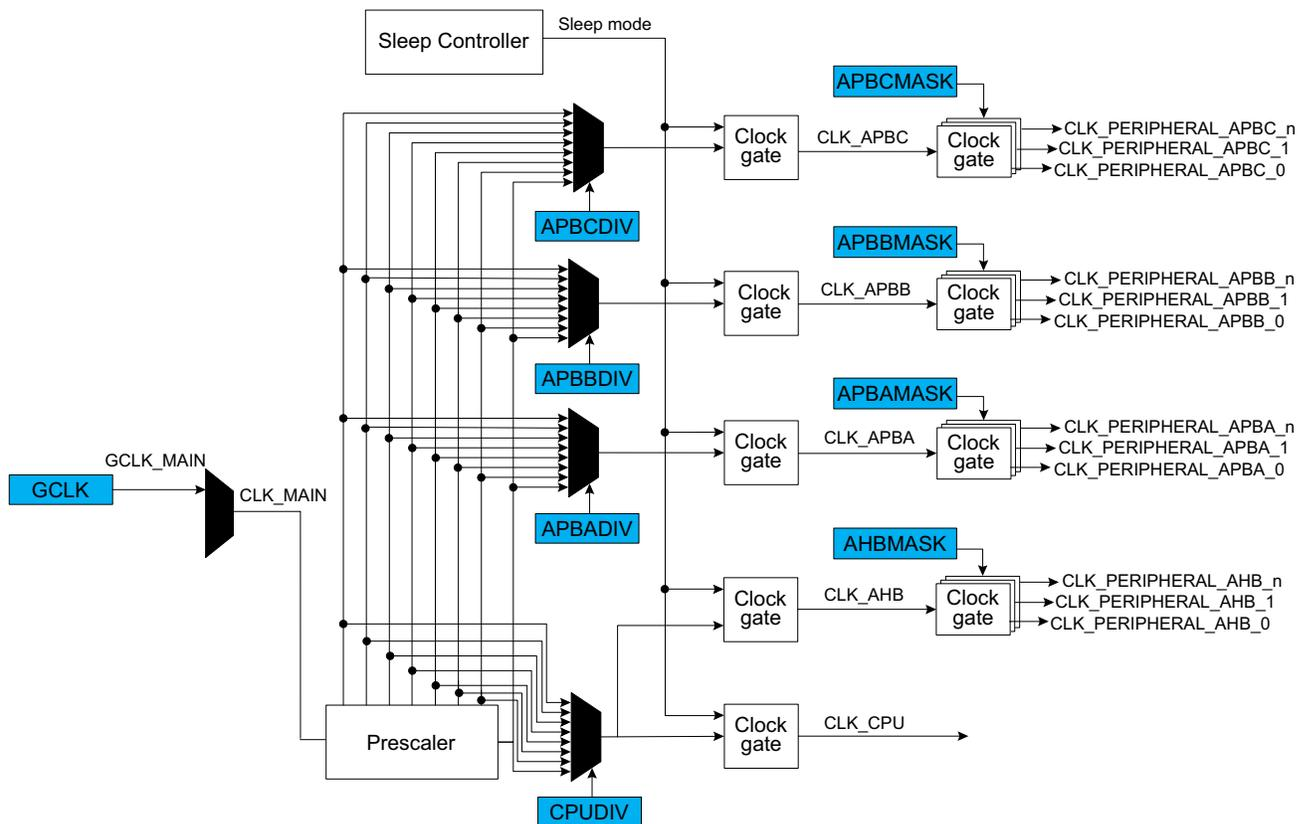 Sleep Controller
Sleep mode
APBCMASK
Clock
gate
CLK_APBC
Clock
gate
CLK_PERIPHERAL_APBC_n
CLK_PERIPHERAL_APBC_1
CLK_PERIPHERAL_APBC_0
APBCDIV
APBBMASK
Clock
gate
CLK_APBB
Clock
gate
CLK_PERIPHERAL_APBB_n
CLK_PERIPHERAL_APBB_1
CLK_PERIPHERAL_APBB_0
APBBDIV
APBAMASK
Clock
gate
CLK_APBA
Clock
gate
CLK_PERIPHERAL_APBA_n
CLK_PERIPHERAL_APBA_1
CLK_PERIPHERAL_APBA_0
GCLK
GCLK_MAIN
CLK_MAIN
APBADIV
AHBMASK
Clock
gate
CLK_AHB
Clock
gate
CLK_PERIPHERAL_AHB_n
CLK_PERIPHERAL_AHB_1
CLK_PERIPHERAL_AHB_0
Prescaler
Clock
gate
CLK_CPU
CPUDIV